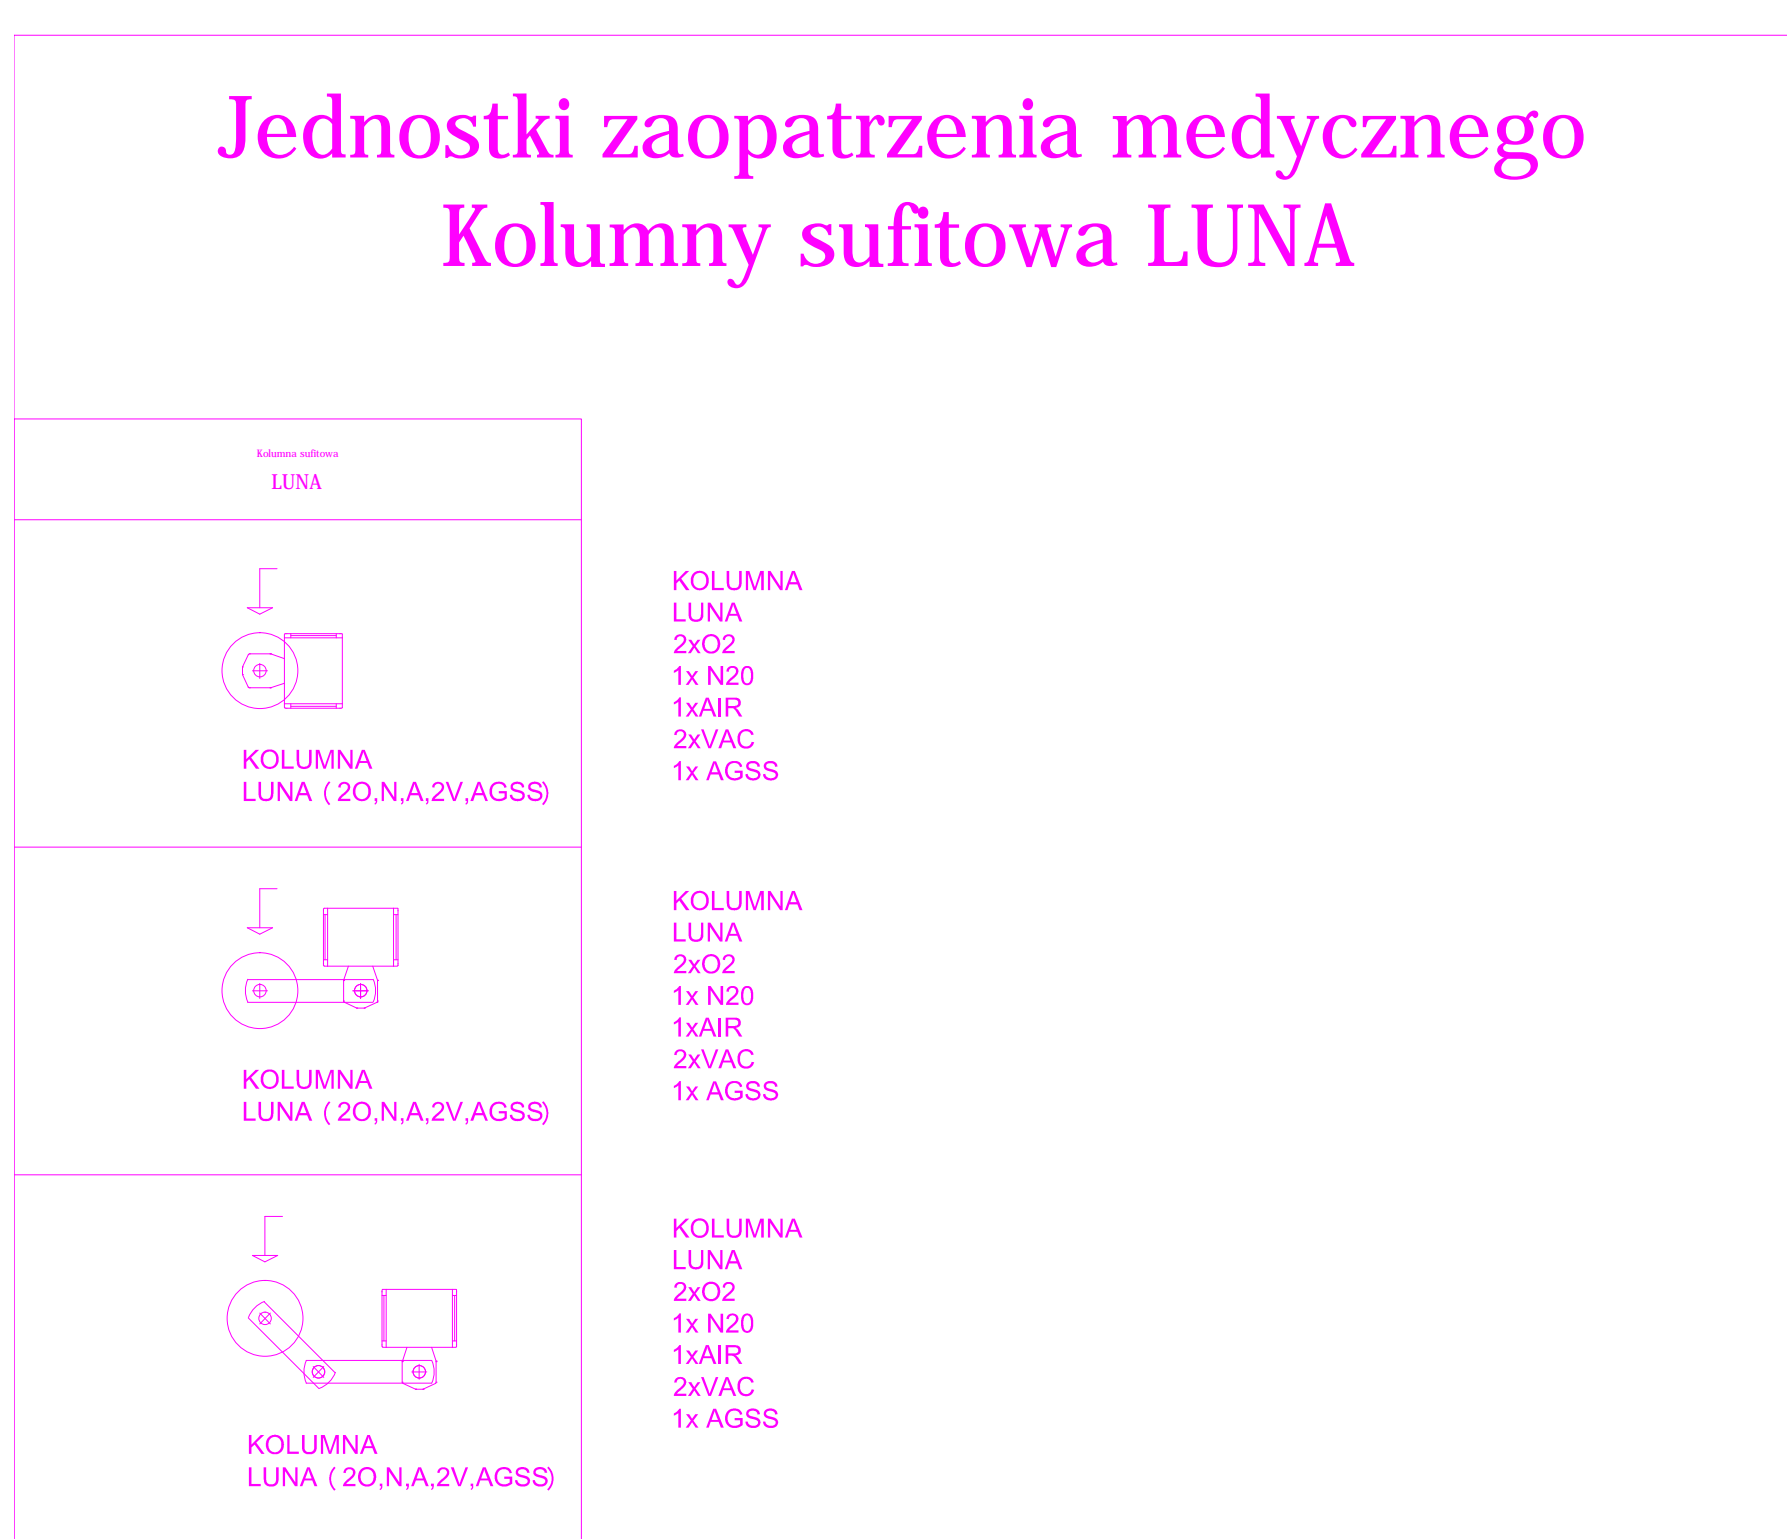 Jednostki zaopatrzenia medycznego
Kolumny sufitowa LUNA
Kolumna sufitowa
LUNA
KOLUMNA
LUNA ( 2O,N,A,2V,AGSS)
KOLUMNA
LUNA
2xO2
1x N20
1xAIR
2xVAC
1x AGSS
KOLUMNA
LUNA ( 2O,N,A,2V,AGSS)
KOLUMNA
LUNA
2xO2
1x N20
1xAIR
2xVAC
1x AGSS
KOLUMNA
LUNA ( 2O,N,A,2V,AGSS)
KOLUMNA
LUNA
2xO2
1x N20
1xAIR
2xVAC
1x AGSS